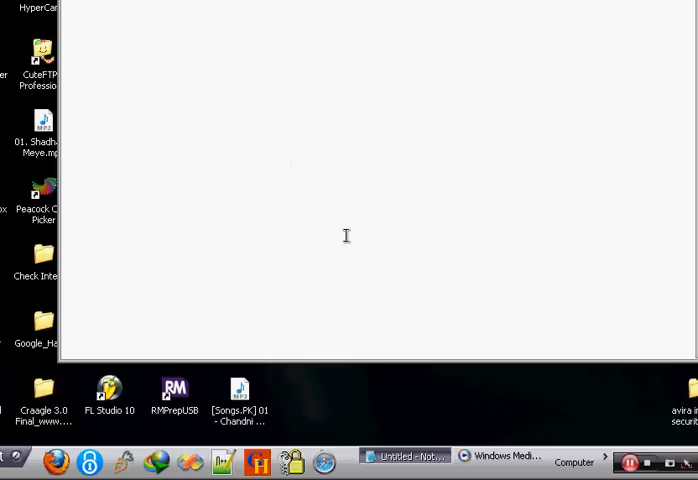 HyperCar
CuteFTP
Professio...
01. Shadh
Meye.mp
Peacock C
Picker
Check Inte
Google_Ha
Craagle 3.0
Final_www....
FL Studio 10
RM
RMPrepUSB
[Songs.PK] 01
- Chandni ...
avira i
securit
Untitled - Not...
Windows Medi...
Computer